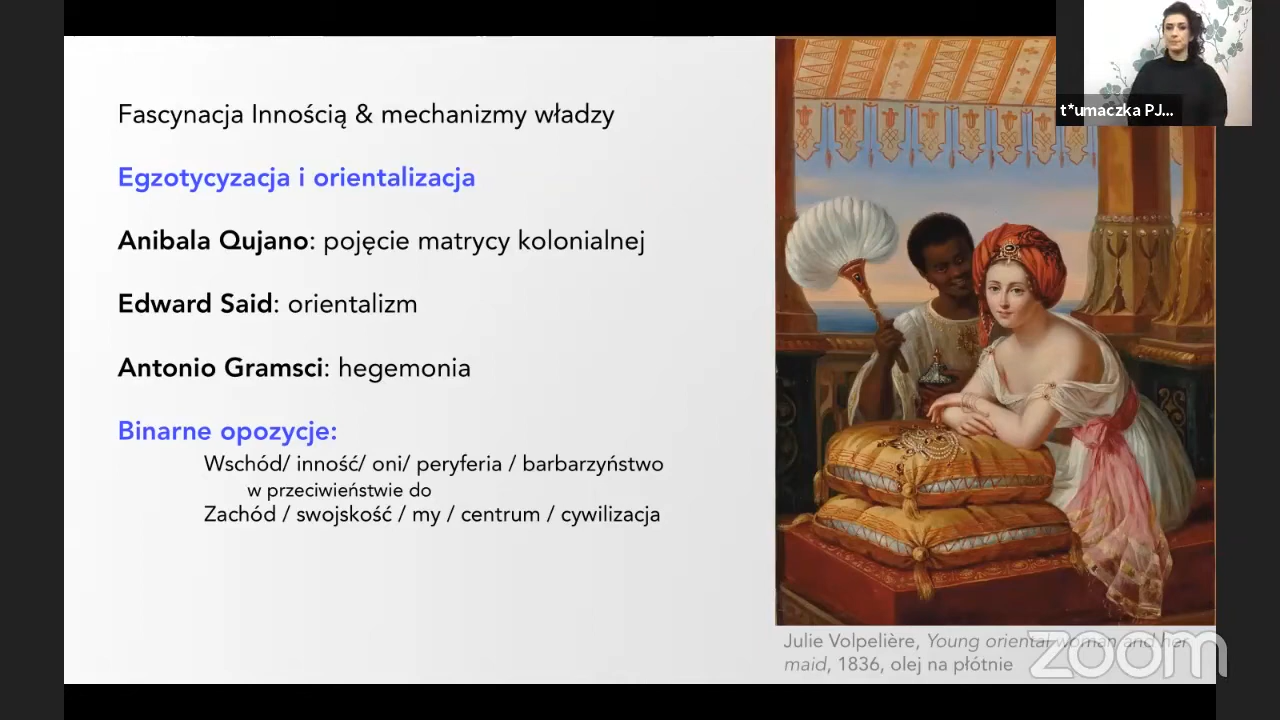 Fascynacja Innością & mechanizmy władzy
Egzotycyzacja i orientalizacja
Anibala Qujano: pojęcie matrycy kolonialnej
Edward Said: orientalizm
Antonio Gramsci: hegemonia
Binarne opozycje:
Wschód/ inność/ oni/ peryferia / barbarzyństwo
w przeciwieństwie do
Zachód / swojskość / my / centrum / cywilizacja
t*umaczka PJ...
Julie Volpelière, Young oriental woman and her
maid, 1836, olej na płótnie
zoom